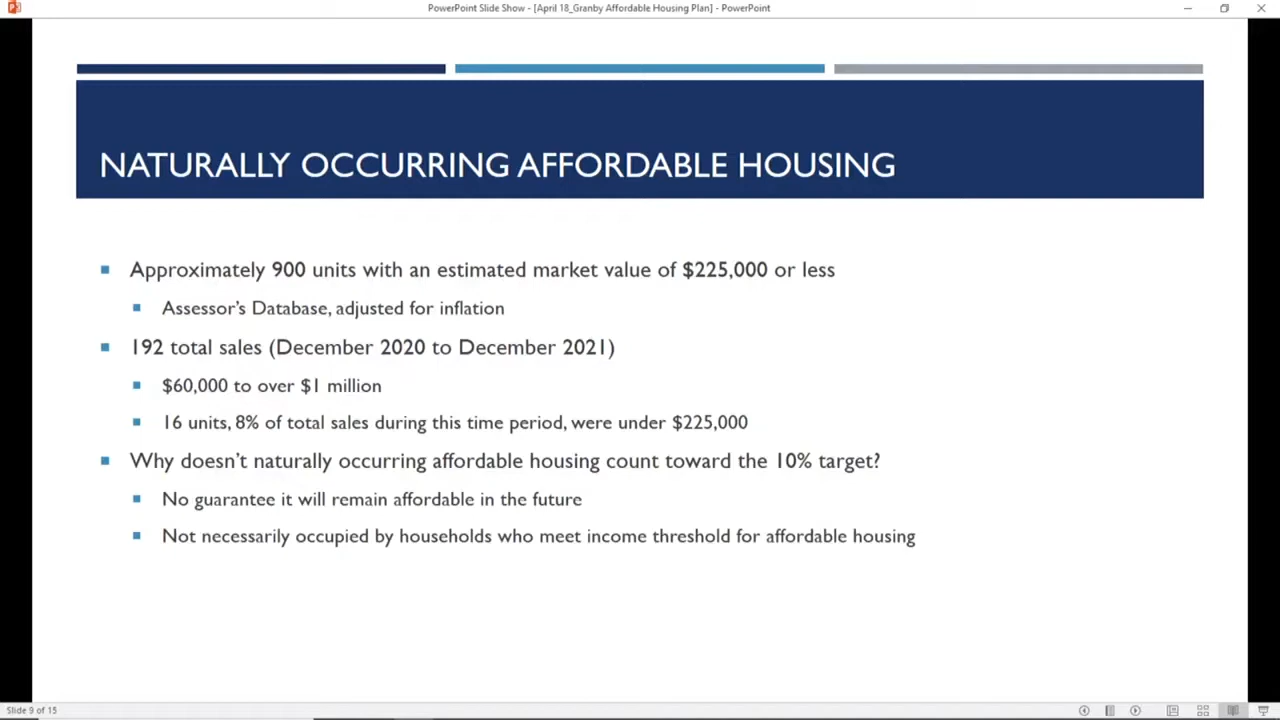 PowerPoint Slide Show - [April 18_Granby Affordable Housing Plan] - PowerPoint
NATURALLY OCCURRING AFFORDABLE HOUSING
Approximately 900 units with an estimated market value of $225,000 or less
Assessor's Database, adjusted for inflation
192 total sales (December 2020 to December 2021)
$60,000 to over $1 million
16 units, 8% of total sales during this time period, were under $225,000
Why doesn't naturally occurring affordable housing count toward the 10% target?
No guarantee it will remain affordable in the future
Not necessarily occupied by households who meet income threshold for affordable housing
Slide 9 of 15